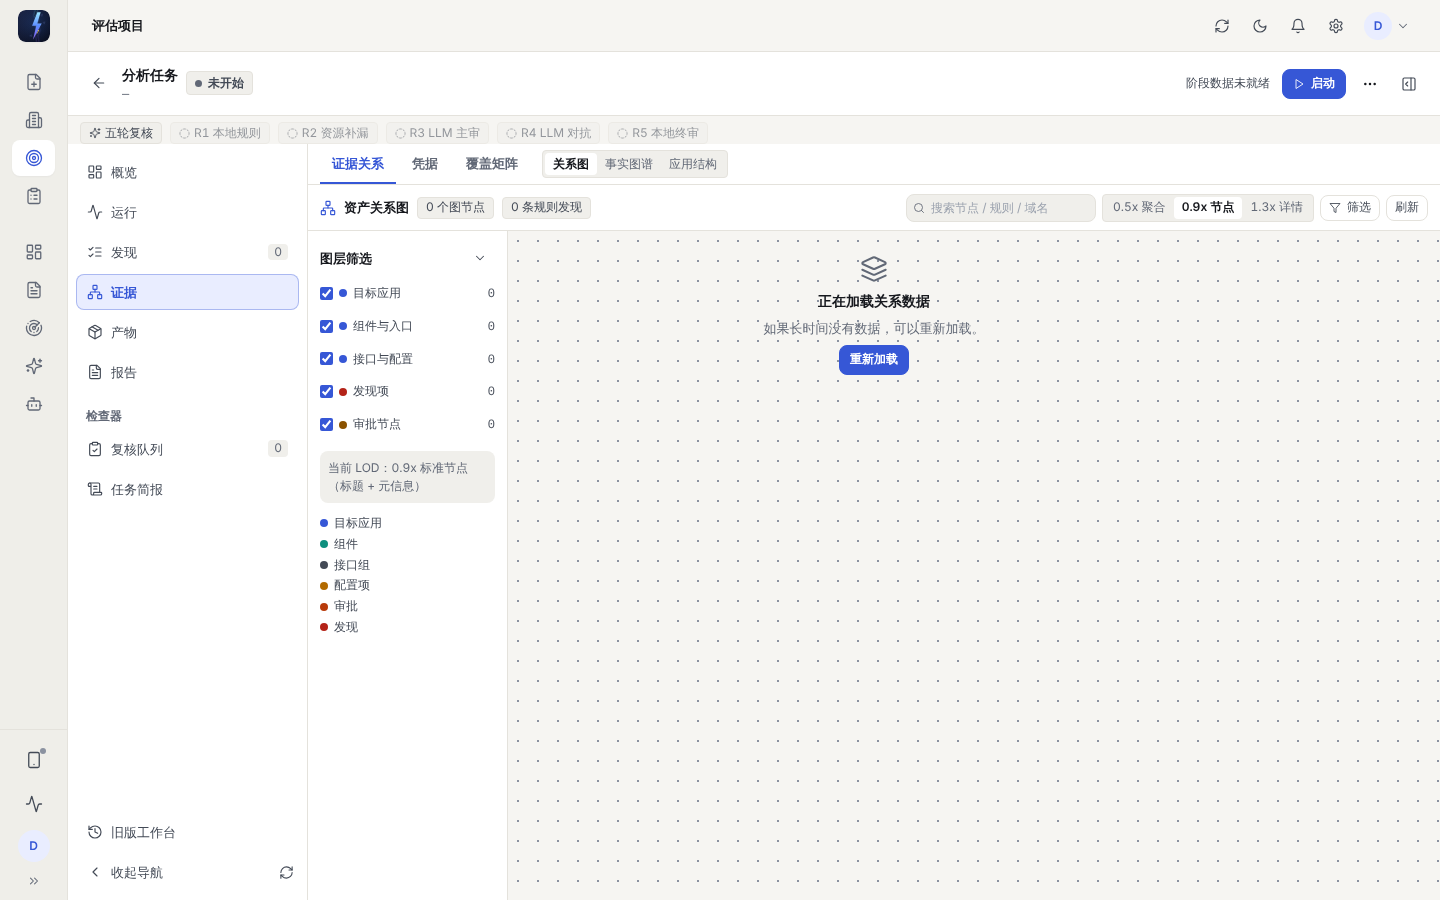 评估项目
D
分析任务
—
未开始
阶段数据未就绪
启动
五轮复核
R1 本地规则
R2 资源补漏
R3 LLM 主审
R4 LLM 对抗
R5 本地终审
概览
运行
发现
0
证据
产物
报告
检查器
复核队列
0
任务简报
旧版工作台
收起导航
D
证据关系
凭据
覆盖矩阵
关系图
事实图谱
应用结构
资产关系图
0 个图节点
0 条规则发现
搜索节点 / 规则 / 域名
0.5x 聚合
0.9x 节点
1.3x 详情
筛选
刷新
图层筛选
目标应用 0
组件与入口 0
接口与配置 0
发现项 0
审批节点 0
当前 LOD：0.9x 标准节点
（标题 + 元信息）
目标应用
组件
接口组
配置项
审批
发现
正在加载关系数据
如果长时间没有数据，可以重新加载。
重新加载